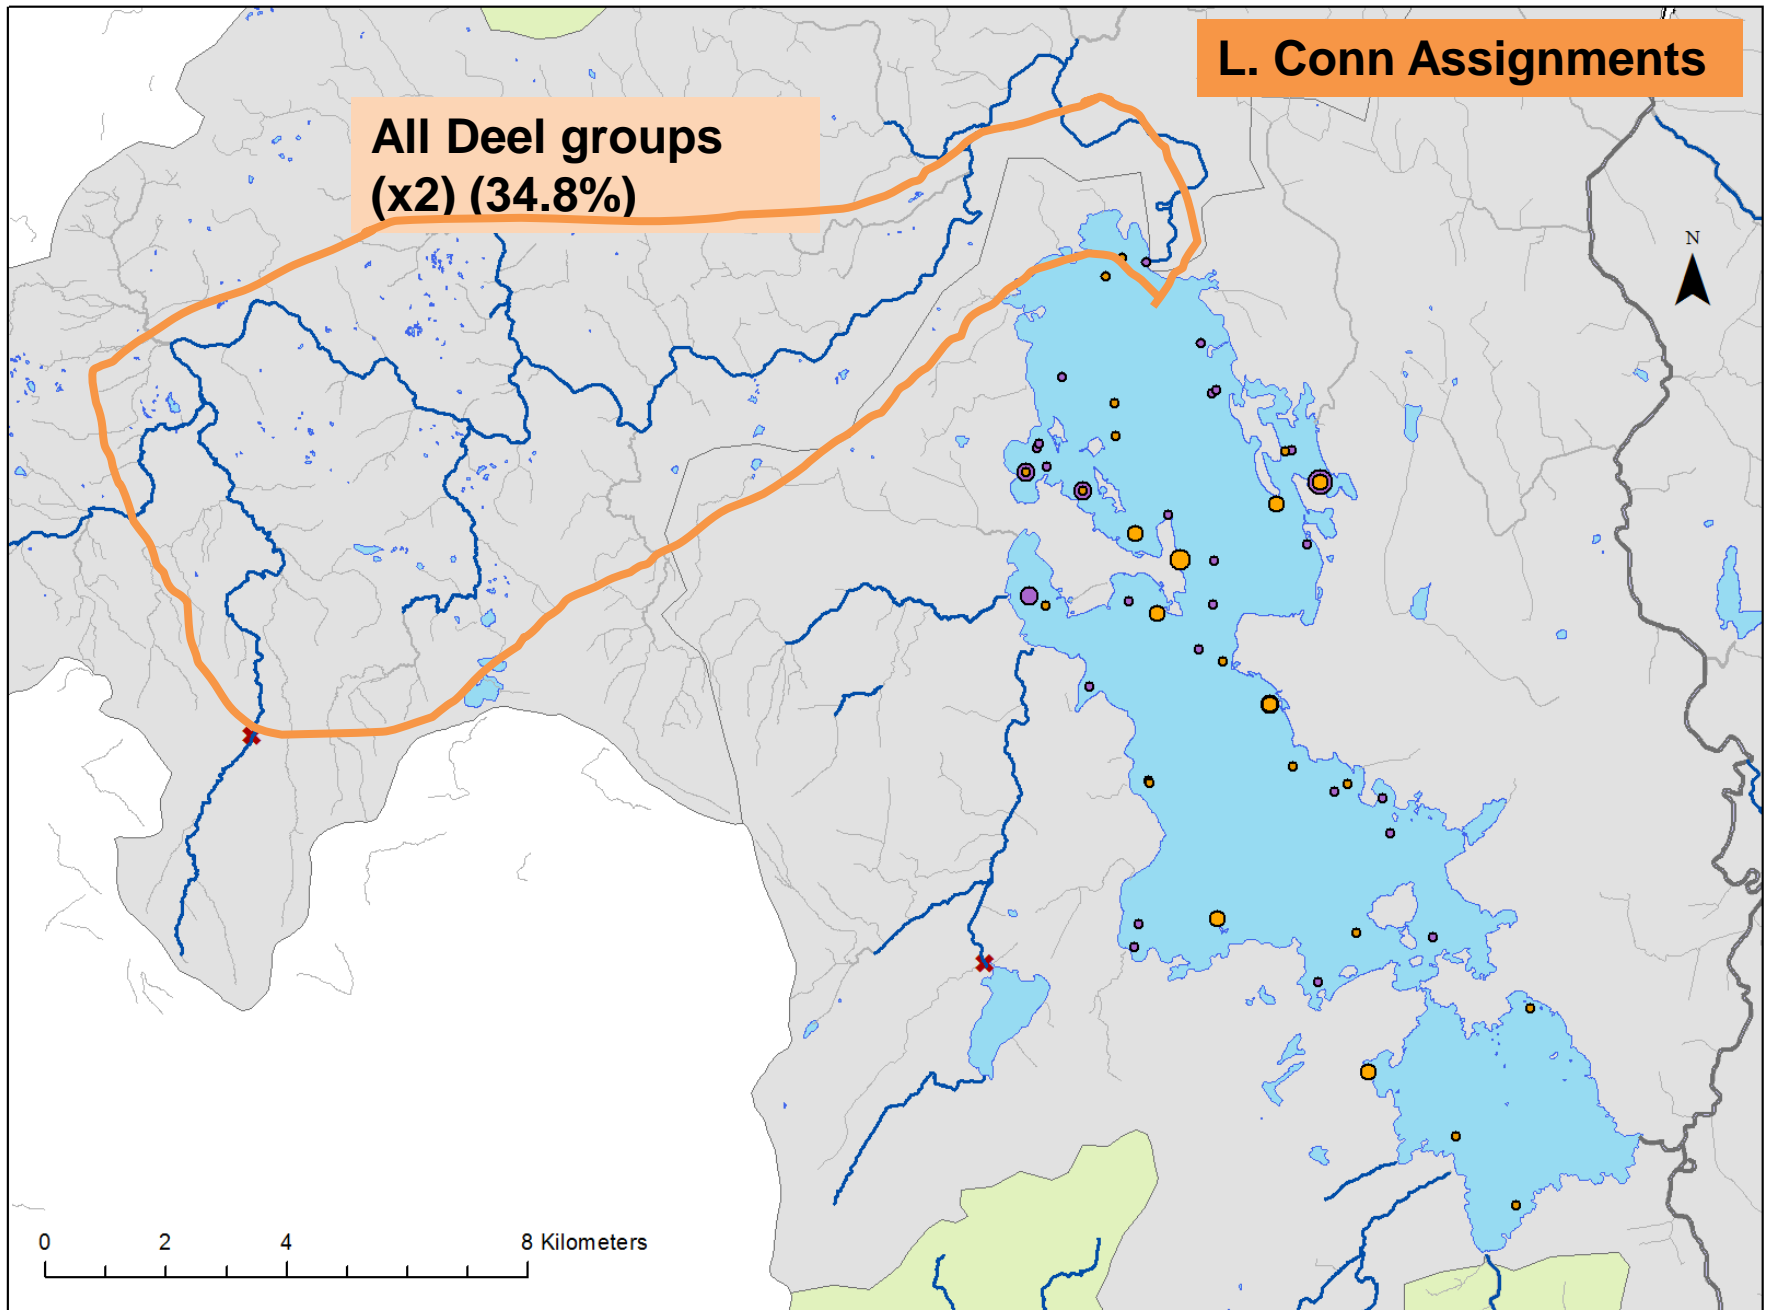 L. Conn Assignments
All Deel groups
(x2) (34.8%)
N
0 2 4 8 Kilometers